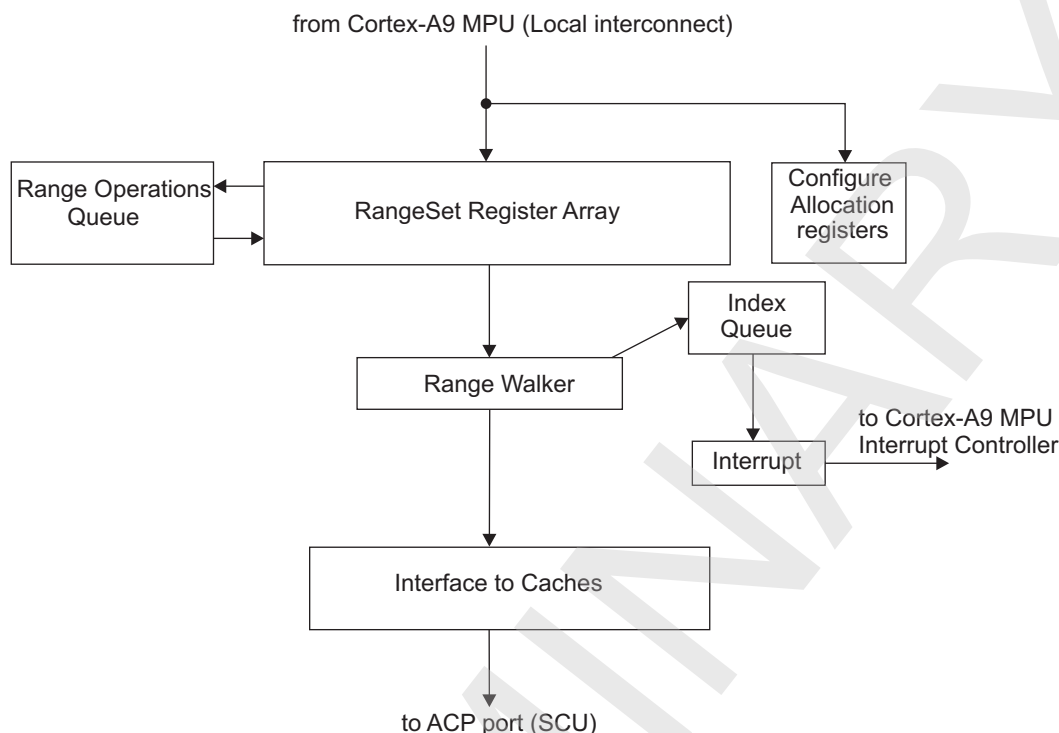 from Cortex-A9 MPU (Local interconnect)
Range Operations
Queue
RangeSet Register Array
Configure
Allocation
registers
Index
Queue
Range Walker
to Cortex-A9 MPU
Interrupt Controller
Interrupt
Interface to Caches
to ACP port (SCU)
MINARY